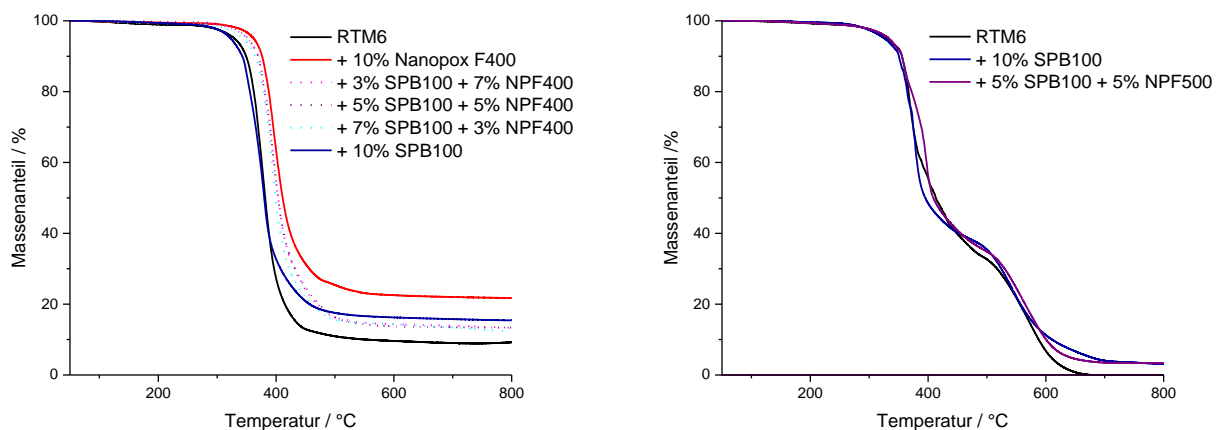 100
80
60
40
20
0
Massenanteil / %
RTM6
+ 10% Nanopox F400
+ 3% SPB100 + 7% NPF400
+ 5% SPB100 + 5% NPF400
+ 7% SPB100 + 3% NPF400
+ 10% SPB100
200
400
600
800
Temperatur / °C
100
80
60
40
20
0
Massenanteil / %
RTM6
+ 10% SPB100
+ 5% SPB100 + 5% NPF500
200
400
600
800
Temperatur / °C